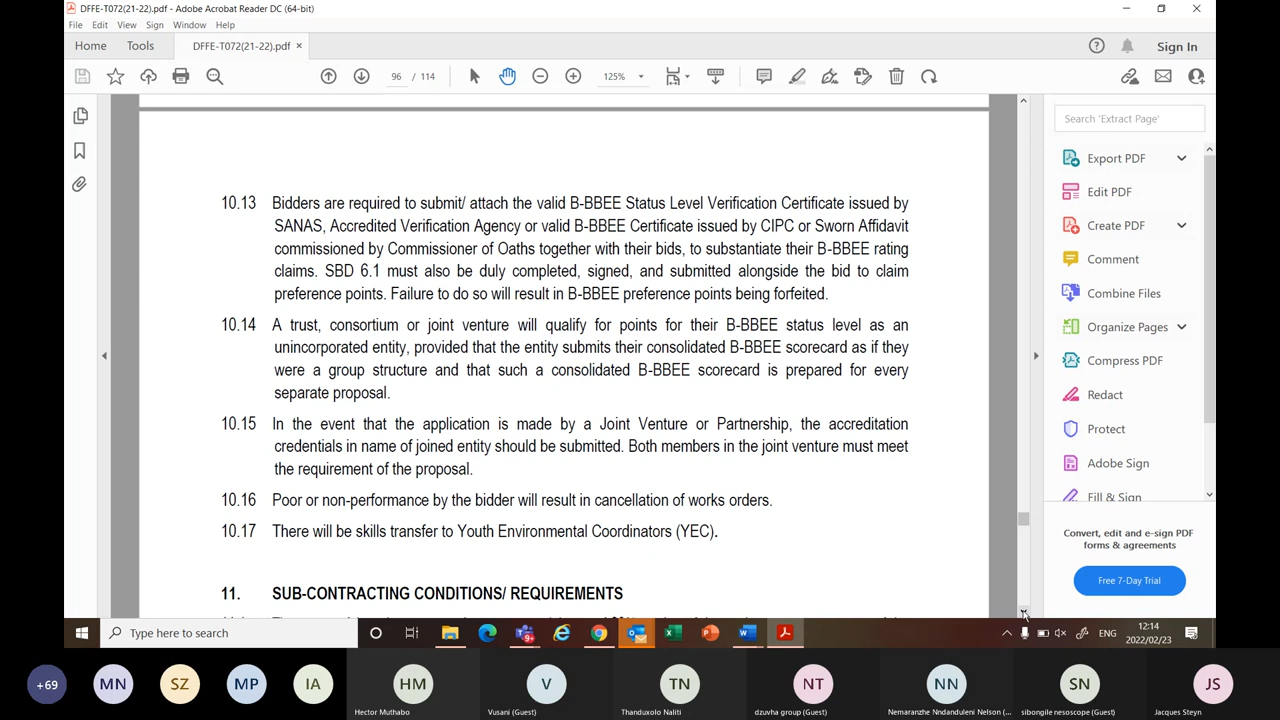 DFFE-T072(21-22).pdf - Adobe Acrobat Reader DC (64-bit)
File Edit View Sign Window Help
Home Tools DFFE-T072(21-22).pdf × Sign In
96 / 114 125%
Search 'Extract Page'
Export PDF
Edit PDF
Create PDF
Comment
Combine Files
Organize Pages
Compress PDF
Redact
Protect
Adobe Sign
Fill & Sign
Convert, edit and e-sign PDF
forms & agreements
Free 7-Day Trial
10.13 Bidders are required to submit/ attach the valid B-BBEE Status Level Verification Certificate issued by
SANAS, Accredited Verification Agency or valid B-BBEE Certificate issued by CIPC or Sworn Affidavit
commissioned by Commissioner of Oaths together with their bids, to substantiate their B-BBEE rating
claims. SBD 6.1 must also be duly completed, signed, and submitted alongside the bid to claim
preference points. Failure to do so will result in B-BBEE preference points being forfeited.
10.14 A trust, consortium or joint venture will qualify for points for their B-BBEE status level as an
unincorporated entity, provided that the entity submits their consolidated B-BBEE scorecard as if they
were a group structure and that such a consolidated B-BBEE scorecard is prepared for every
separate proposal.
10.15 In the event that the application is made by a Joint Venture or Partnership, the accreditation
credentials in name of joined entity should be submitted. Both members in the joint venture must meet
the requirement of the proposal.
10.16 Poor or non-performance by the bidder will result in cancellation of works orders.
10.17 There will be skills transfer to Youth Environmental Coordinators (YEC).
11. SUB-CONTRACTING CONDITIONS/ REQUIREMENTS
Type here to search
ENG
12:14
2022/02/23
+69 MN SZ MP IA HM V TN NT NN SN JS
Hector Muthabo Vusani (Guest) Thanduxolo Naliti dzuvha group (Guest) Nemaranzhe Nndanduleni Nelson (... sibongile nesoscope (Guest) Jacques Steyn